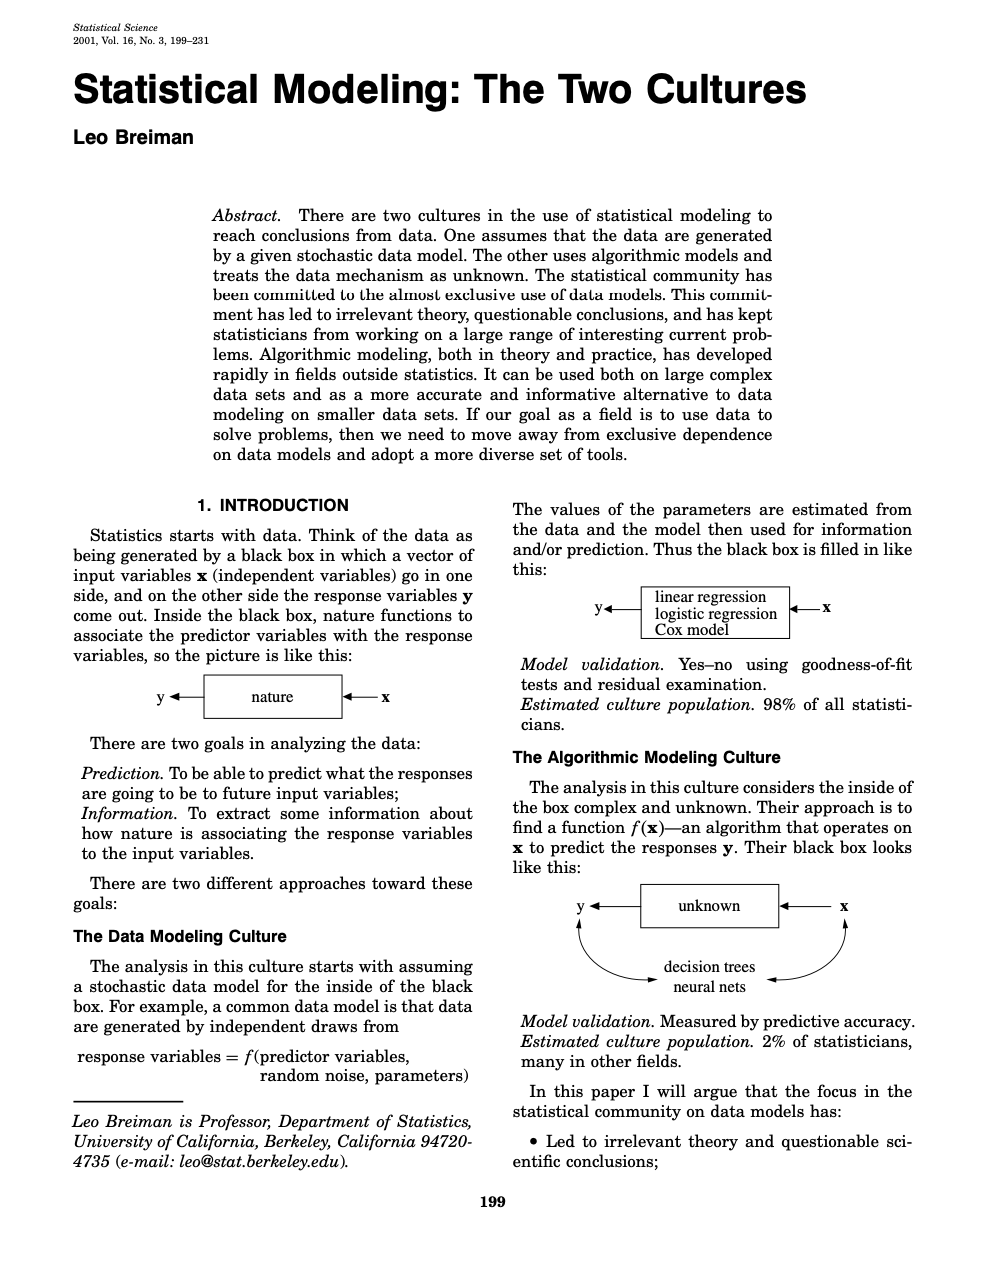 Statistical Science
2001, Vol. 16, No. 3, 199–231
Statistical Modeling: The Two Cultures
Leo Breiman
Abstract. There are two cultures in the use of statistical modeling to
reach conclusions from data. One assumes that the data are generated
by a given stochastic data model. The other uses algorithmic models and
treats the data mechanism as unknown. The statistical community has
been committed to the almost exclusive use of data models. This commit-
ment has led to irrelevant theory, questionable conclusions, and has kept
statisticians from working on a large range of interesting current prob-
lems. Algorithmic modeling, both in theory and practice, has developed
rapidly in fields outside statistics. It can be used both on large complex
data sets and as a more accurate and informative alternative to data
modeling on smaller data sets. If our goal as a field is to use data to
solve problems, then we need to move away from exclusive dependence
on data models and adopt a more diverse set of tools.
1. INTRODUCTION
Statistics starts with data. Think of the data as
being generated by a black box in which a vector of
input variables x (independent variables) go in one
side, and on the other side the response variables y
come out. Inside the black box, nature functions to
associate the predictor variables with the response
variables, so the picture is like this:
y nature x
There are two goals in analyzing the data:
Prediction. To be able to predict what the responses
are going to be to future input variables;
Information. To extract some information about
how nature is associating the response variables
to the input variables.
There are two different approaches toward these
goals:
The Data Modeling Culture
The analysis in this culture starts with assuming
a stochastic data model for the inside of the black
box. For example, a common data model is that data
are generated by independent draws from
response variables = f(predictor variables,
random noise, parameters)
Leo Breiman is Professor, Department of Statistics,
University of California, Berkeley, California 94720-
4735 (e-mail: leo@stat.berkeley.edu).
The values of the parameters are estimated from
the data and the model then used for information
and/or prediction. Thus the black box is filled in like
this:
linear regression
y logistic regression x
Cox model
Model validation. Yes–no using goodness-of-fit
tests and residual examination.
Estimated culture population. 98% of all statisti-
cians.
The Algorithmic Modeling Culture
The analysis in this culture considers the inside of
the box complex and unknown. Their approach is to
find a function f(x)—an algorithm that operates on
x to predict the responses y. Their black box looks
like this:
y unknown x
decision trees
neural nets
Model validation. Measured by predictive accuracy.
Estimated culture population. 2% of statisticians,
many in other fields.
In this paper I will argue that the focus in the
statistical community on data models has:
• Led to irrelevant theory and questionable sci-
entific conclusions;
199